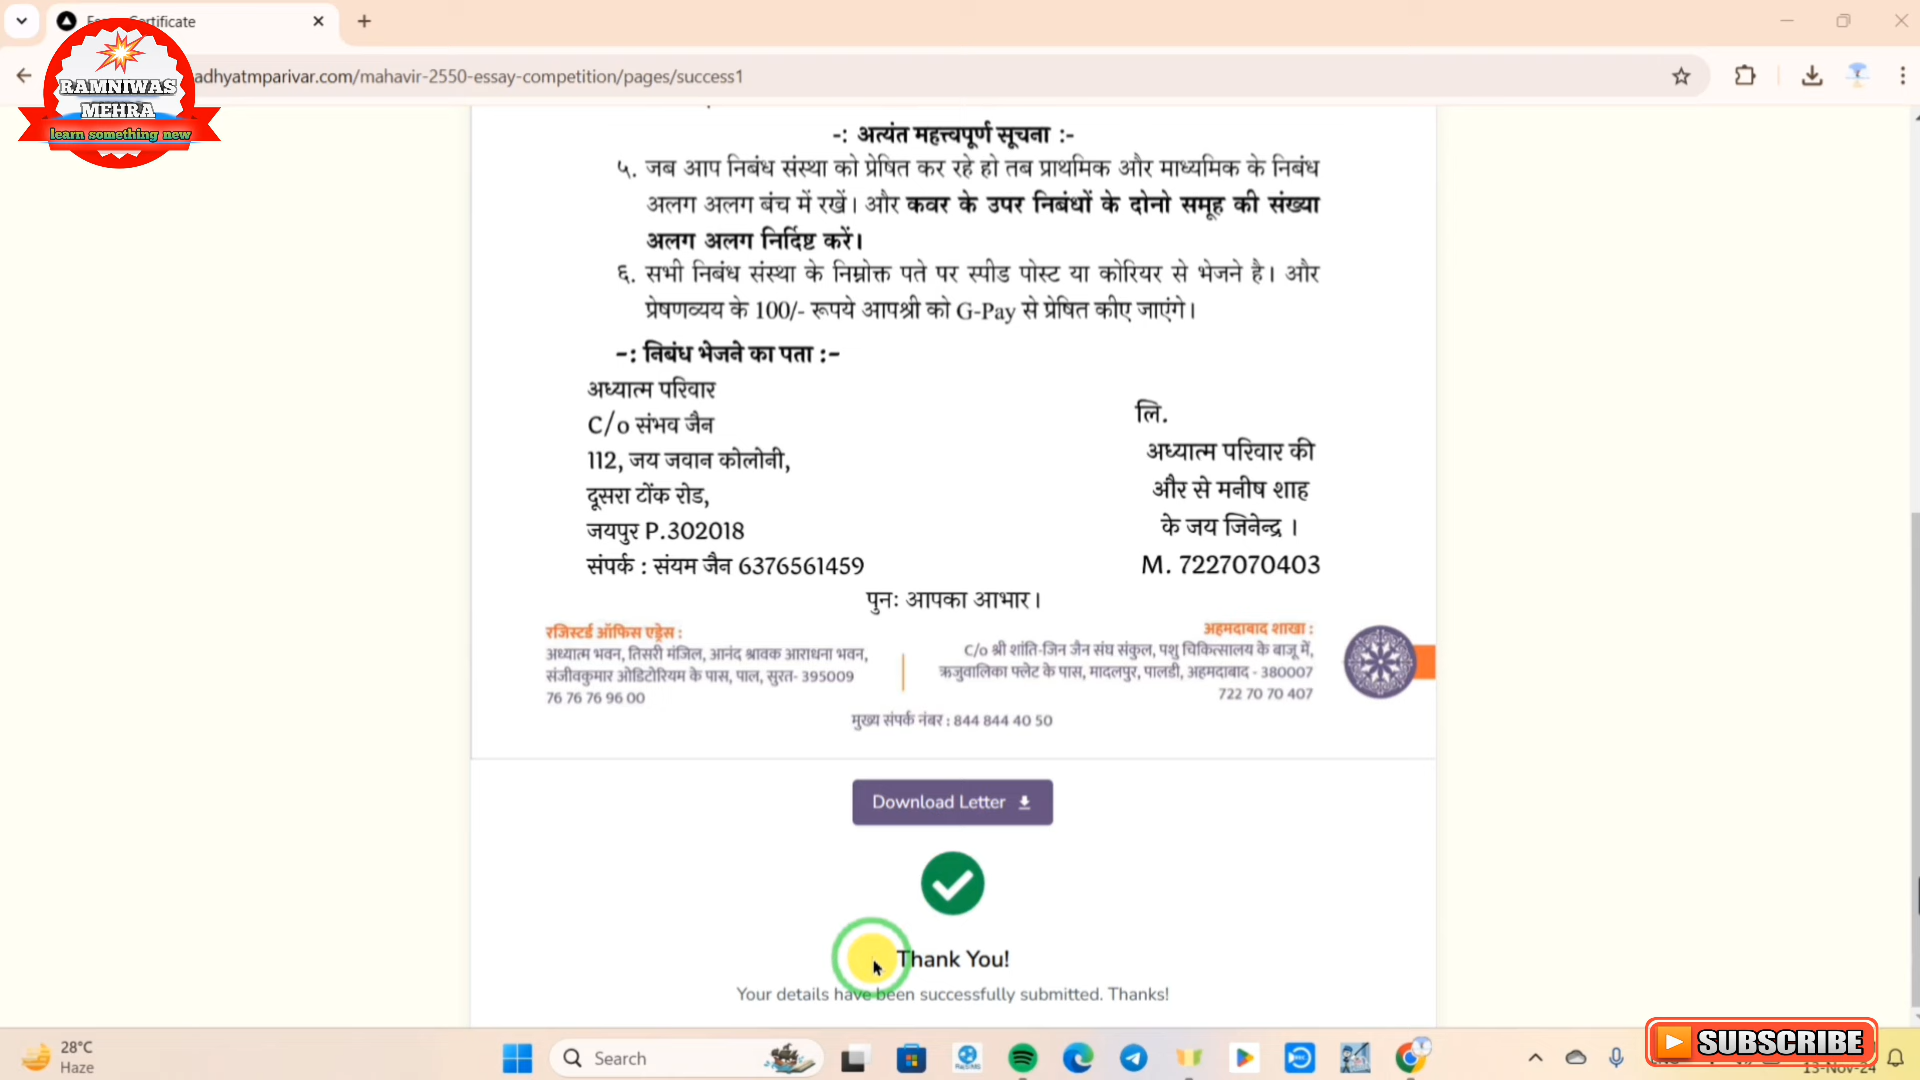 Certificate
RAMNIWAS
MEHRA
learn something new
adhyatmparivar.com/mahavir-2550-essay-competition/pages/success1
-: अत्यंत महत्त्वपूर्ण सूचना :-
५. जब आप निबंध संस्था को प्रेषित कर रहे हो तब प्राथमिक और माध्यमिक के निबंध
अलग अलग बंच में रखें। और कवर के उपर निबंधों के दोनो समूह की संख्या
अलग अलग निर्दिष्ट करें।
६. सभी निबंध संस्था के निम्नोक्त पते पर स्पीड पोस्ट या कोरियर से भेजने है। और
प्रेषणव्यय के 100/- रूपये आपश्री को G-Pay से प्रेषित कीए जाएंगे।
-: निबंध भेजने का पता :-
अध्यात्म परिवार
C/o संभव जैन
112, जय जवान कोलोनी,
दूसरा टोंक रोड,
जयपुर P.302018
संपर्क : संयम जैन 6376561459
लि.
अध्यात्म परिवार की
और से मनीष शाह
के जय जिनेन्द्र ।
M. 7227070403
पुनः आपका आभार।
रजिस्टर्ड ऑफिस एड्रेस :
अध्यात्म भवन, तिसरी मंजिल, आनंद श्रावक आराधना भवन,
संजीवकुमार ओडिटोरियम के पास, पाल, सुरत- 395009
76 76 76 96 00
अहमदाबाद शाखा :
C/o श्री शांति-जिन जैन संघ संकुल, पशु चिकित्सालय के बाजू में,
ऋजुवालिका फ्लेट के पास, मादलपुर, पालडी, अहमदाबाद - 380007
722 70 70 407
मुख्य संपर्क नंबर : 844 844 40 50
Download Letter
Thank You!
Your details have been successfully submitted. Thanks!
28°C
Haze
Search
SUBSCRIBE
13-Nov-24